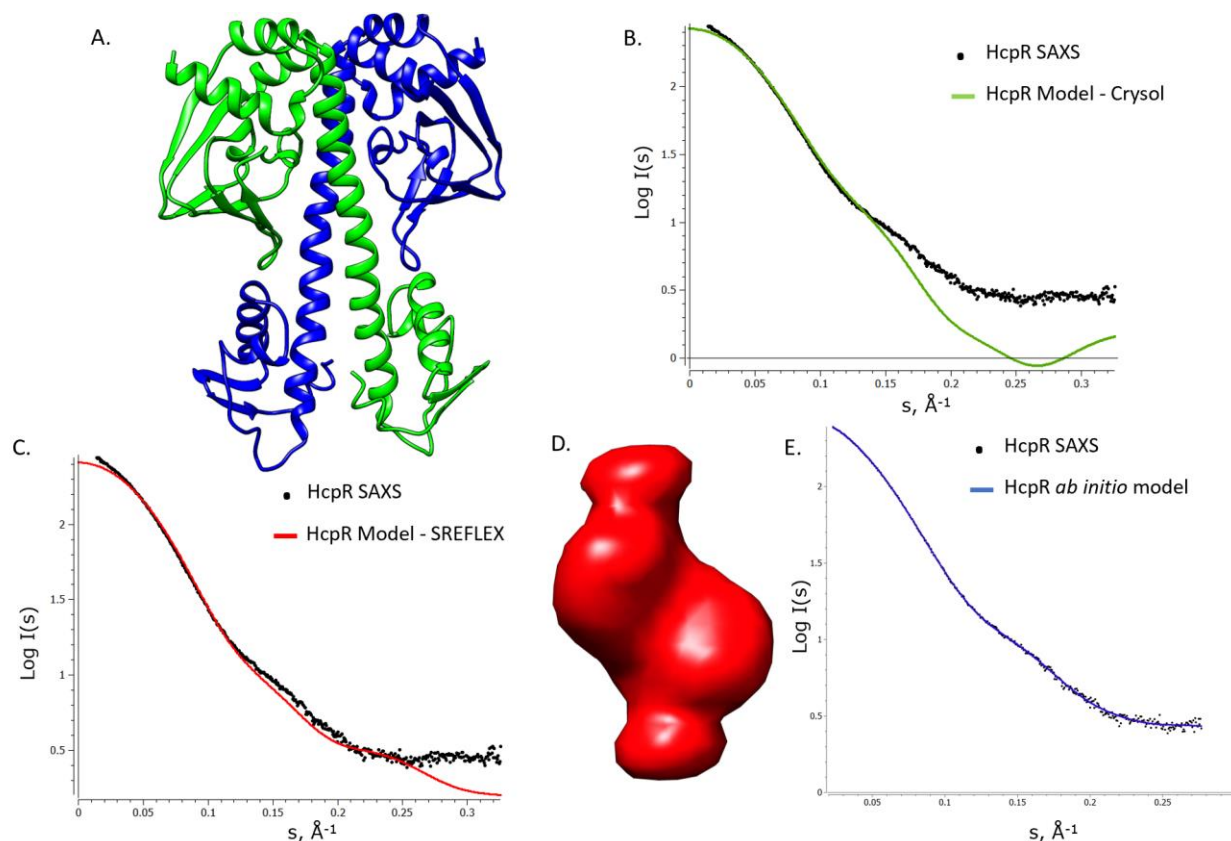 A.
B.
HcpR SAXS
HcpR Model - Crysol
Log I(s)
2
1.5
1
0.5
0
0
0.05
0.1
0.15
0.2
0.25
0.3
s, Å⁻¹
C.
HcpR SAXS
HcpR Model - SREFLEX
Log I(s)
2
1.5
1
0.5
0
0.05
0.1
0.15
0.2
0.25
0.3
s, Å⁻¹
D.
E.
HcpR SAXS
HcpR ab initio model
Log I(s)
2
1.5
1
0.5
0
0.05
0.1
0.15
0.2
0.25
s, Å⁻¹